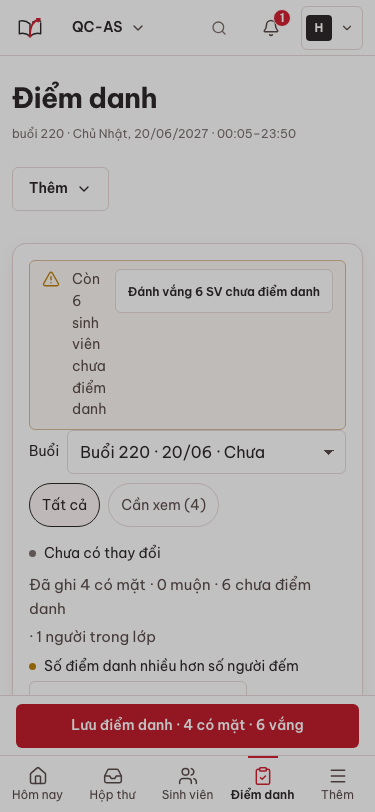 QC-AS
1
H
Điểm danh
buổi 220 · Chủ Nhật, 20/06/2027 · 00:05–23:50
Thêm
Còn
6
sinh
viên
chưa
điểm
danh
Đánh vắng 6 SV chưa điểm danh
Buổi
Buổi 220 · 20/06 · Chưa
Tất cả
Cần xem (4)
Chưa có thay đổi
Đã ghi 4 có mặt · 0 muộn · 6 chưa điểm
danh
· 1 người trong lớp
Số điểm danh nhiều hơn số người đếm
Lưu điểm danh · 4 có mặt · 6 vắng
Hôm nay
Hộp thư
Sinh viên
Điểm danh
Thêm